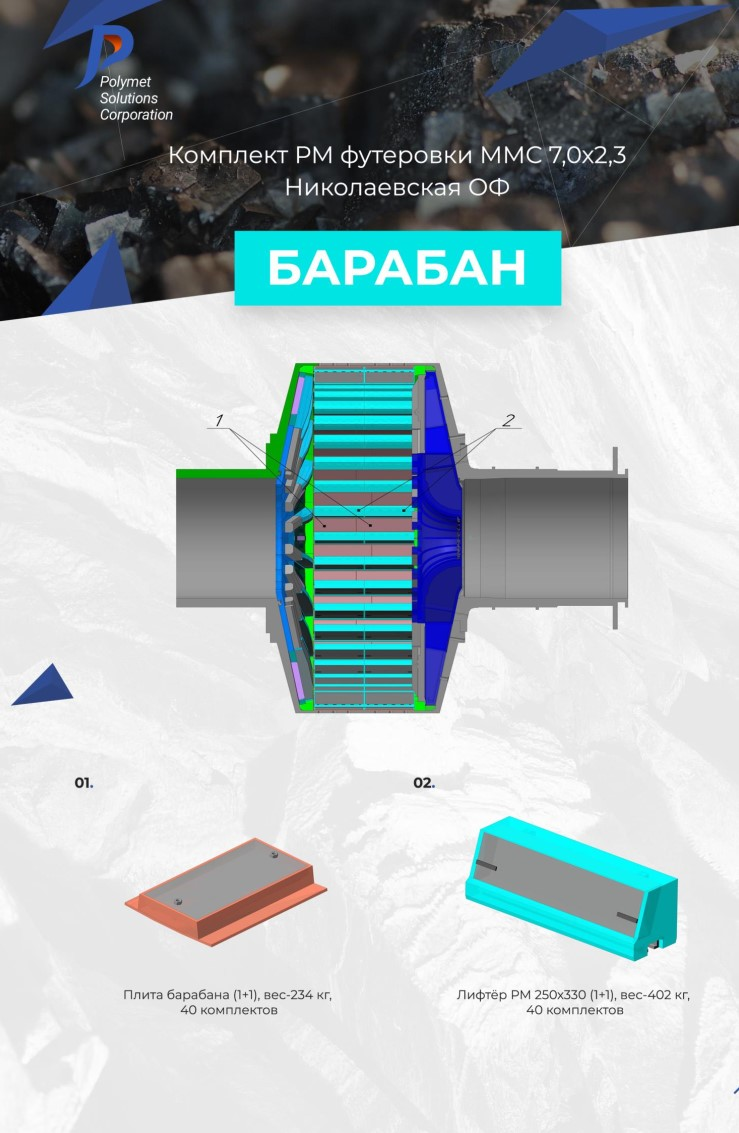 Polymet
Solutions
Corporation
Комплект РМ футеровки ММС 7,0х2,3
Николаевская ОФ
БАРАБАН
1
2
01.
02.
Плита барабана (1+1), вес-234 кг,
40 комплектов
Лифтёр РМ 250х330 (1+1), вес-402 кг,
40 комплектов